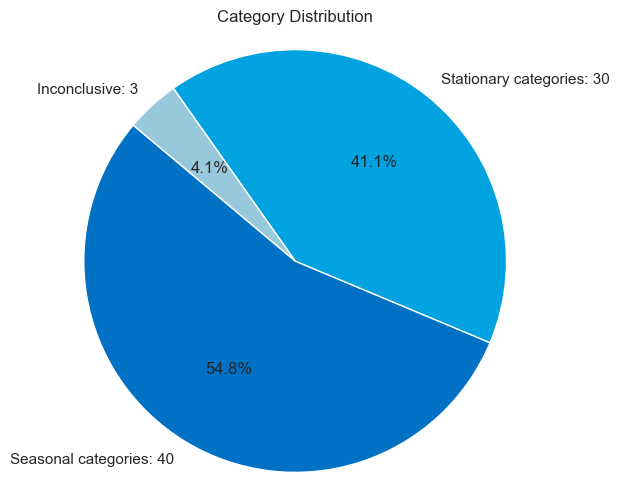 Category Distribution
Stationary categories: 30
Inconclusive: 3
41.1%
4.1%
54.8%
Seasonal categories: 40